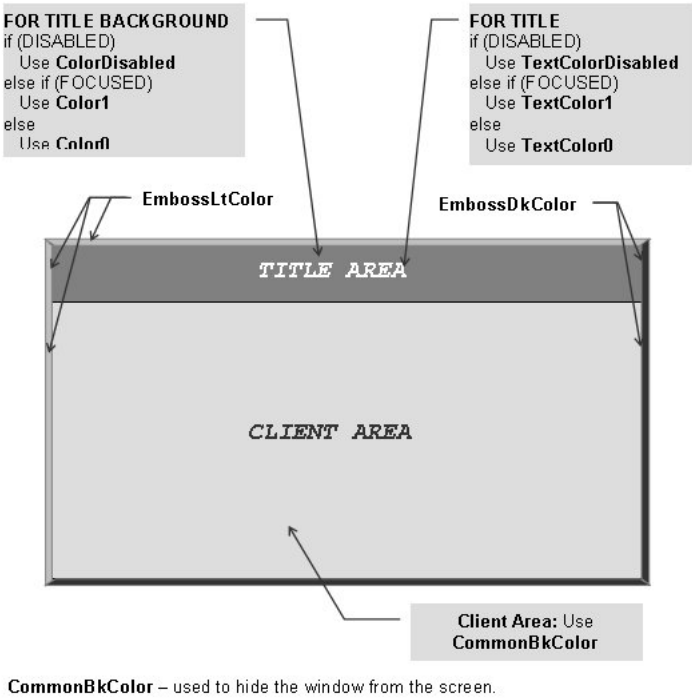 FOR TITLE BACKGROUND
if (DISABLED)
Use ColorDisabled
else if (FOCUSED)
Use Color1
else
Use Color0
FOR TITLE
if (DISABLED)
Use TextColorDisabled
else if (FOCUSED)
Use TextColor1
else
Use TextColor0
EmbossLtColor
EmbossDkColor
TITLE AREA
CLIENT AREA
Client Area: Use
CommonBkColor
CommonBkColor – used to hide the window from the screen.